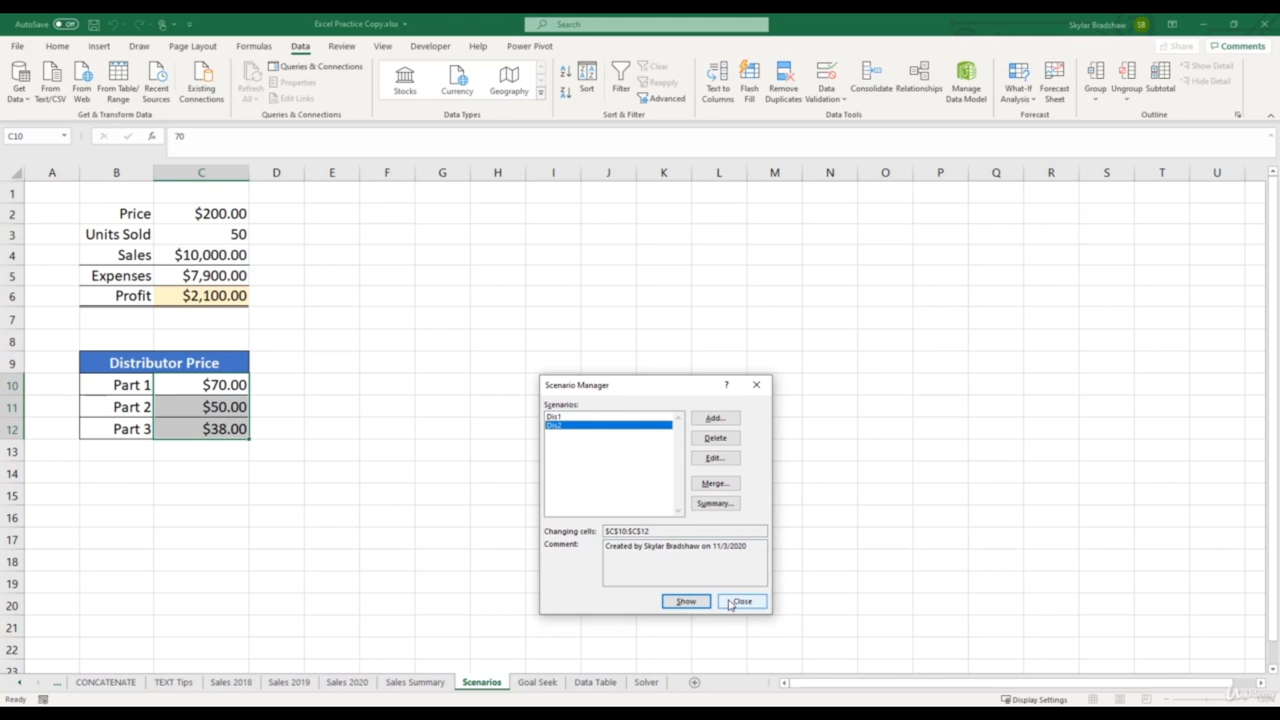 AutoSave Off Excel Practice Copy.xlsx Search Skylar Bradshaw SB
File Home Insert Draw Page Layout Formulas Data Review View Developer Help Power Pivot Share Comments
Get Data From Text/CSV From Web From Table/Range Recent Sources Existing Connections
Refresh All Queries & Connections Properties Edit Links
Stocks Currency Geography
Sort Filter Clear Reapply Advanced
Text to Columns Flash Fill Remove Duplicates Data Validation Consolidate Relationships Manage Data Model
What-If Analysis Forecast Sheet Group Ungroup Subtotal Show Detail Hide Detail
Get & Transform Data Queries & Connections Data Types Sort & Filter Data Tools Forecast Outline
C10 fx 70
A B C D E F G H I J K L M N O P Q R S T U
1
2 Price $200.00
3 Units Sold 50
4 Sales $10,000.00
5 Expenses $7,900.00
6 Profit $2,100.00
7
8
9 Distributor Price
10 Part 1 $70.00
11 Part 2 $50.00
12 Part 3 $38.00
13
14
15
16
17
18
19
20
21
22
23
Scenario Manager ?
Scenarios:
Dis1
Dis2
Add...
Delete
Edit...
Merge...
Summary...
Changing cells: $C$10:$C$12
Comment: Created by Skylar Bradshaw on 11/3/2020
Show Close
... CONCATENATE TEXT Tips Sales 2018 Sales 2019 Sales 2020 Sales Summary Scenarios Goal Seek Data Table Solver
Ready Display Settings